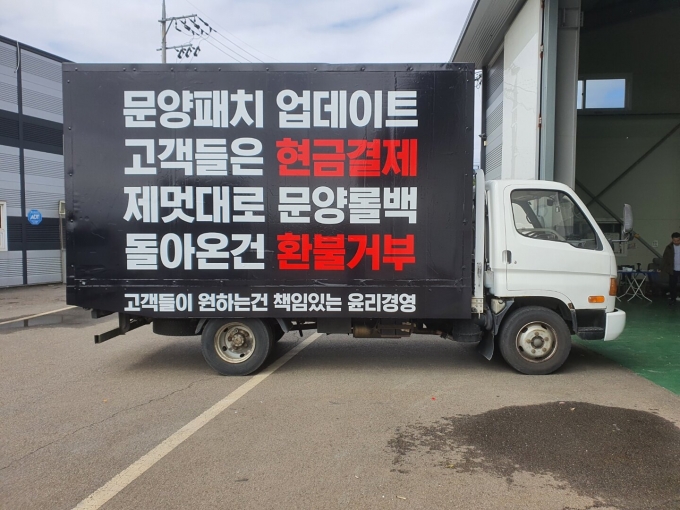 문양패치 업데이트
고객들은 현금결제
제멋대로 문양롤백
돌아온건 환불거부
고객들이 원하는건 책임있는 윤리경영
ADT